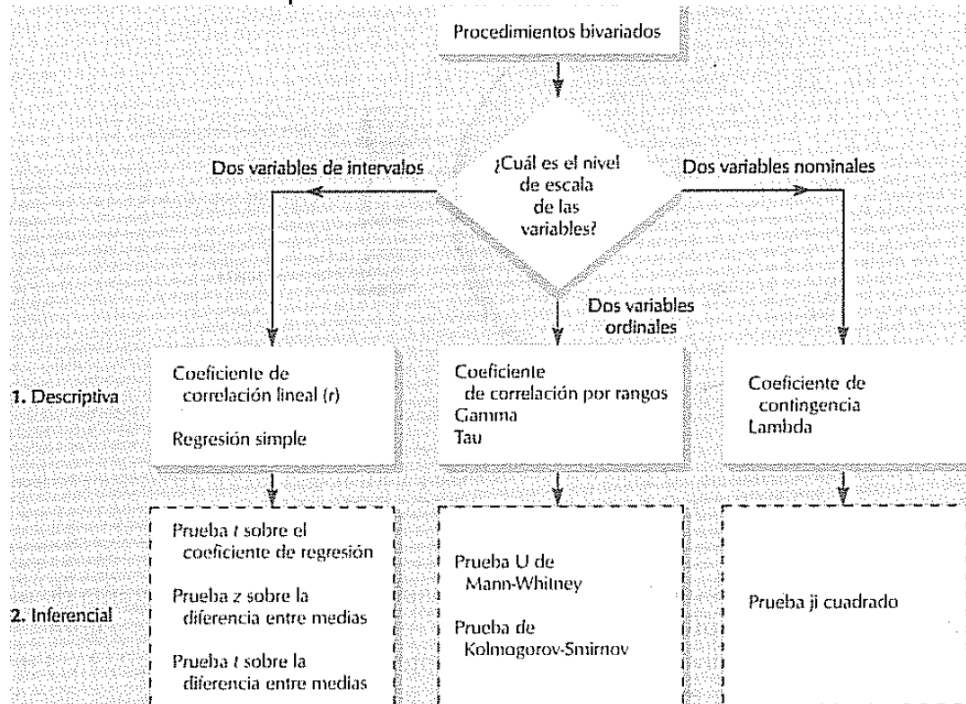 Procedimientos bivariados
¿Cuál es el nivel
de escala
de las
variables?
Dos variables de intervalos
Dos variables nominales
Dos variables
ordinales
1. Descriptiva
Coeficiente de
correlación lineal (r)
Regresión simple
Coeficiente
de correlación por rangos
Gamma
Tau
Coeficiente de
contingencia
Lambda
2. Inferencial
Prueba t sobre el
coeficiente de regresión
Prueba z sobre la
diferencia entre medias
Prueba t sobre la
diferencia entre medias
Prueba U de
Mann-Whitney
Prueba de
Kolmogorov-Smirnov
Prueba ji cuadrado